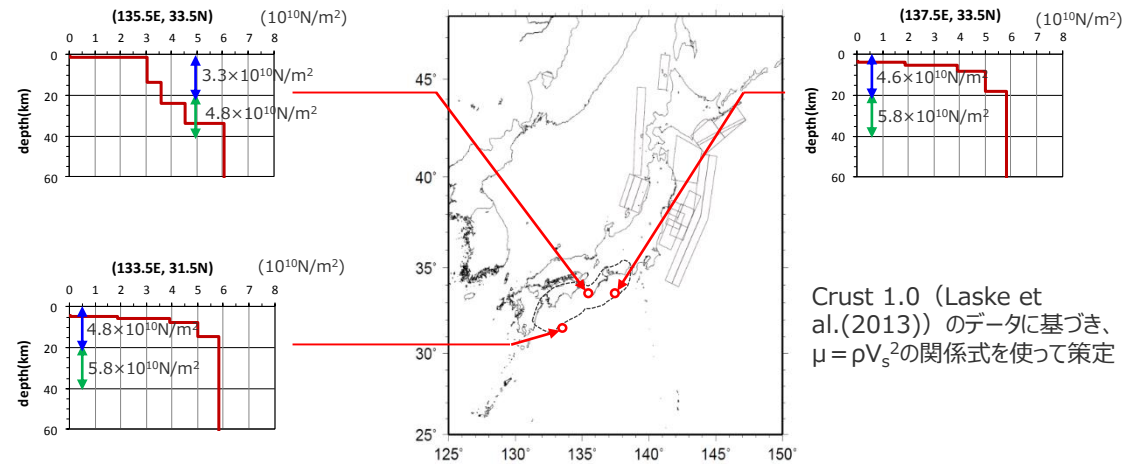 (135.5E, 33.5N)
(10¹⁰N/m²)
0 1 2 3 4 5 6 7 8
0
20
40
60
depth(km)
3.3×10¹⁰N/m²
4.8×10¹⁰N/m²
(133.5E, 31.5N)
(10¹⁰N/m²)
0 1 2 3 4 5 6 7 8
0
20
40
60
depth(km)
4.8×10¹⁰N/m²
5.8×10¹⁰N/m²
45°
40°
35°
30°
25°
125° 130° 135° 140° 145° 150°
(137.5E, 33.5N)
(10¹⁰N/m²)
0 1 2 3 4 5 6 7 8
0
20
40
60
depth(km)
4.6×10¹⁰N/m²
5.8×10¹⁰N/m²
Crust 1.0（Laske et
al.(2013)）のデータに基づき、
μ＝ρVₛ²の関係式を使って策定